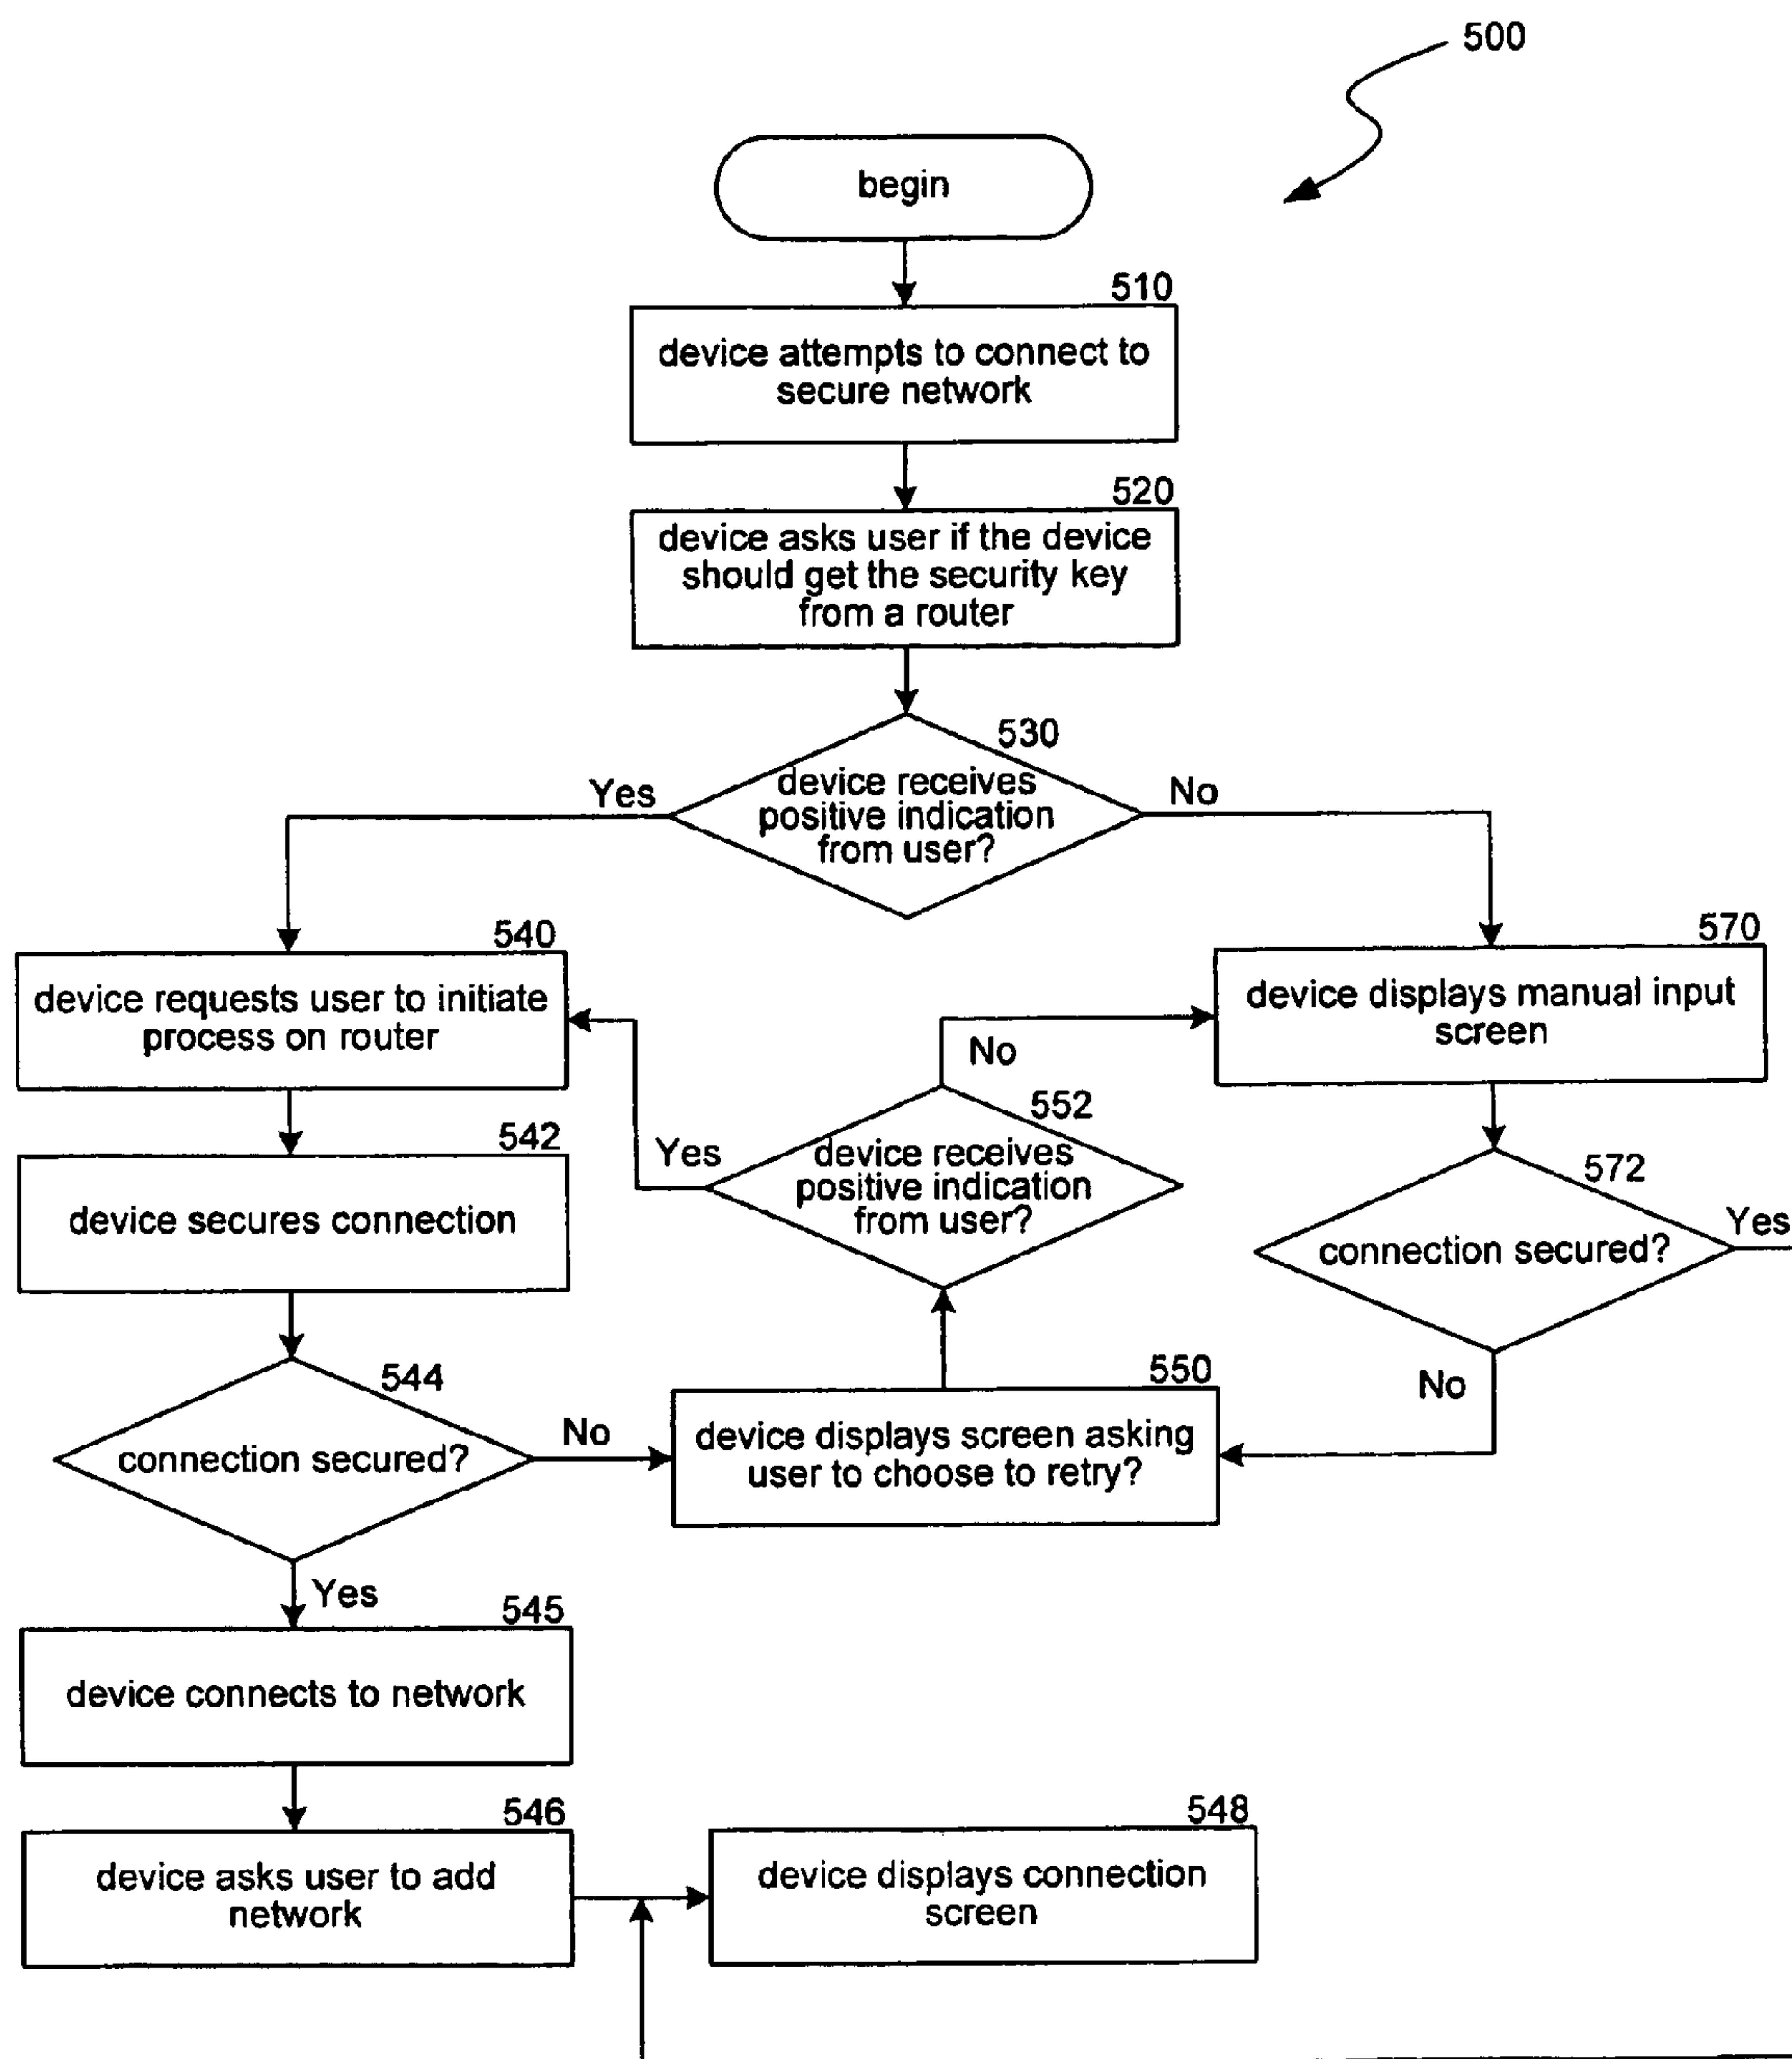 500
begin
510
device attempts to connect to
secure network
520
device asks user if the device
should get the security key
from a router
530
device receives
positive indication
from user?
Yes
No
540
device requests user to initiate
process on router
570
device displays manual input
screen
No
552
device receives
positive indication
from user?
Yes
542
device secures connection
572
connection secured?
Yes
No
544
connection secured?
No
550
device displays screen asking
user to choose to retry?
Yes
545
device connects to network
546
device asks user to add
network
548
device displays connection
screen